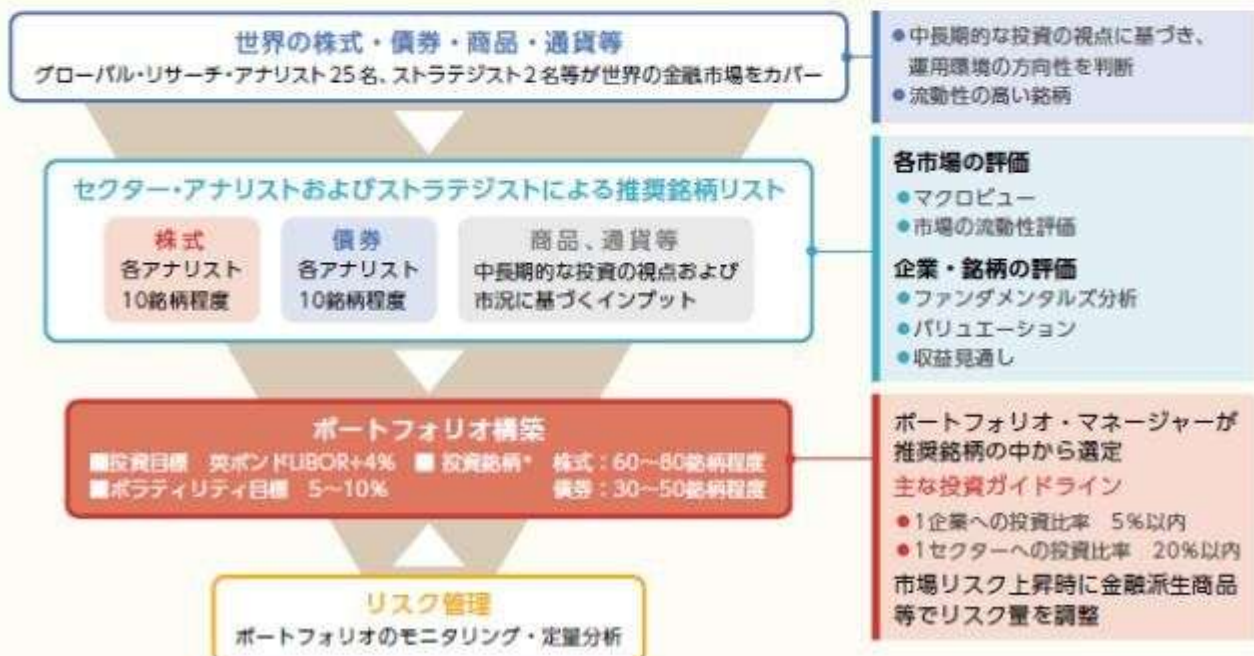 世界の株式・債券・商品・通貨等
グローバル・リサーチ・アナリスト25名、ストラテジスト2名等が世界の金融市場をカバー
●中長期的な投資の視点に基づき、
運用環境の方向性を判断
●流動性の高い銘柄
セクター・アナリストおよびストラテジストによる推奨銘柄リスト
株式
各アナリスト
10銘柄程度
債券
各アナリスト
10銘柄程度
商品、通貨等
中長期的な投資の視点および
市況に基づくインプット
各市場の評価
●マクロビュー
●市場の流動性評価
企業・銘柄の評価
●ファンダメンタルズ分析
●バリュエーション
●収益見通し
ポートフォリオ構築
■投資目標 英ポンドLIBOR+4% ■投資銘柄* 株式：60～80銘柄程度
■ボラティリティ目標 5～10% 債券：30～50銘柄程度
ポートフォリオ・マネージャーが
推奨銘柄の中から選定
主な投資ガイドライン
●1企業への投資比率 5%以内
●1セクターへの投資比率 20%以内
市場リスク上昇時に金融派生商品
等でリスク量を調整
リスク管理
ポートフォリオのモニタリング・定量分析